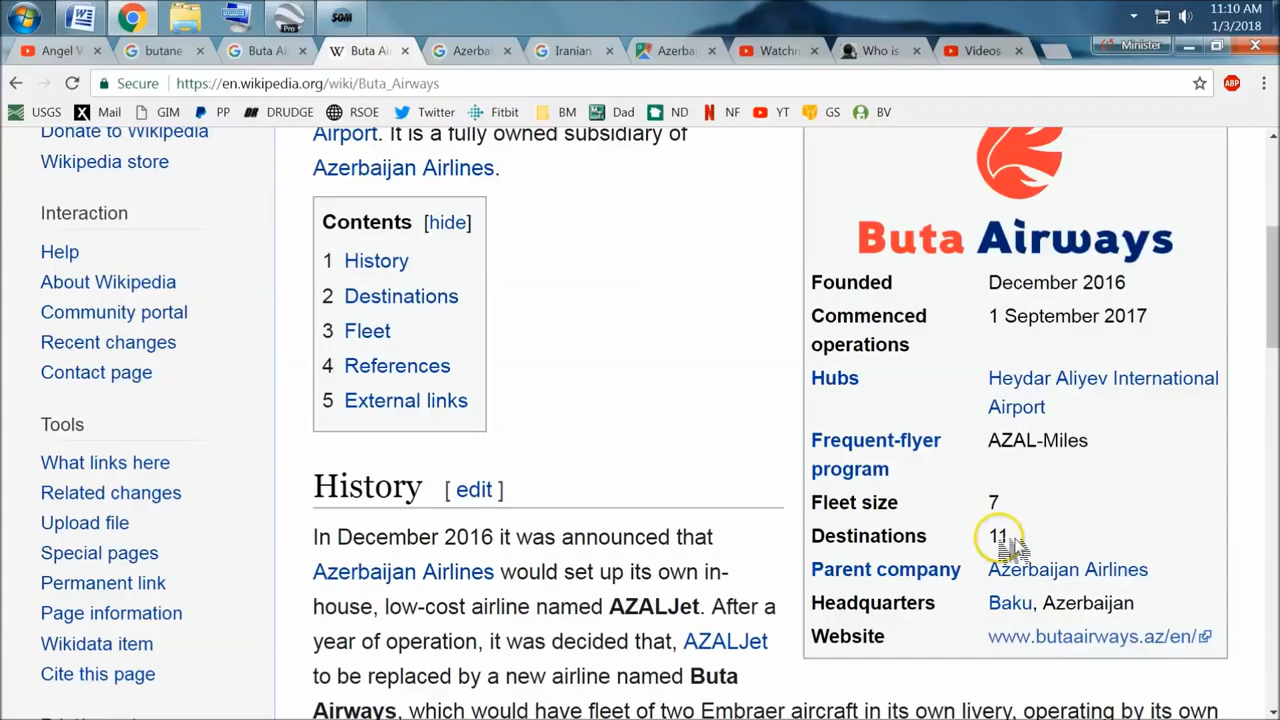 11:10 AM
1/3/2018
Pro
SOM
Angel V
butane
Buta Ai
Buta Ai
Azerba
Iranian
Azerbai
Watchm
Who is
Videos
Minister
Secure
https://en.wikipedia.org/wiki/Buta_Airways
ABP
USGS
Mail
GIM
PP
DRUDGE
RSOE
Twitter
Fitbit
BM
Dad
ND
NF
YT
GS
BV
Donate to Wikipedia
Wikipedia store
Interaction
Help
About Wikipedia
Community portal
Recent changes
Contact page
Tools
What links here
Related changes
Upload file
Special pages
Permanent link
Page information
Wikidata item
Cite this page
Airport. It is a fully owned subsidiary of
Azerbaijan Airlines.
Contents [hide]
1 History
2 Destinations
3 Fleet
4 References
5 External links
History [ edit ]
In December 2016 it was announced that
Azerbaijan Airlines would set up its own in-
house, low-cost airline named AZALJet. After a
year of operation, it was decided that, AZALJet
to be replaced by a new airline named Buta
Airways, which would have fleet of two Embraer aircraft in its own livery, operating by its own
Buta Airways
Founded December 2016
Commenced operations 1 September 2017
Hubs Heydar Aliyev International
Airport
Frequent-flyer program AZAL-Miles
Fleet size 7
Destinations 11
Parent company Azerbaijan Airlines
Headquarters Baku, Azerbaijan
Website www.butaairways.az/en/